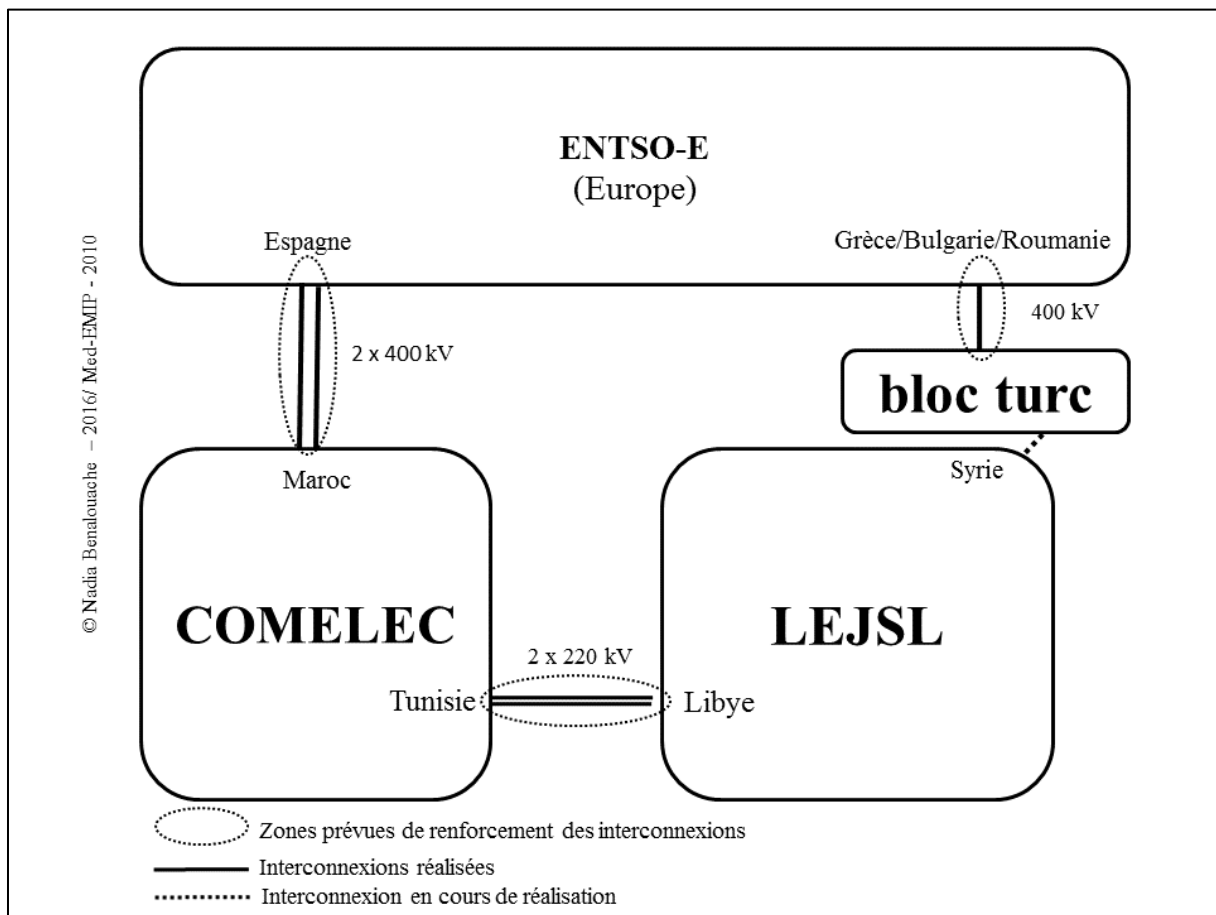 ENTSO-E
(Europe)
Espagne
Grèce/Bulgarie/Roumanie
2 x 400 kV
400 kV
bloc turc
Maroc
Syrie
COMELEC
LEJSL
2 x 220 kV
Tunisie
Libye
Zones prévues de renforcement des interconnexions
Interconnexions réalisées
Interconnexion en cours de réalisation
© Nadia Benalouache – 2016/ Med-EMIP - 2010